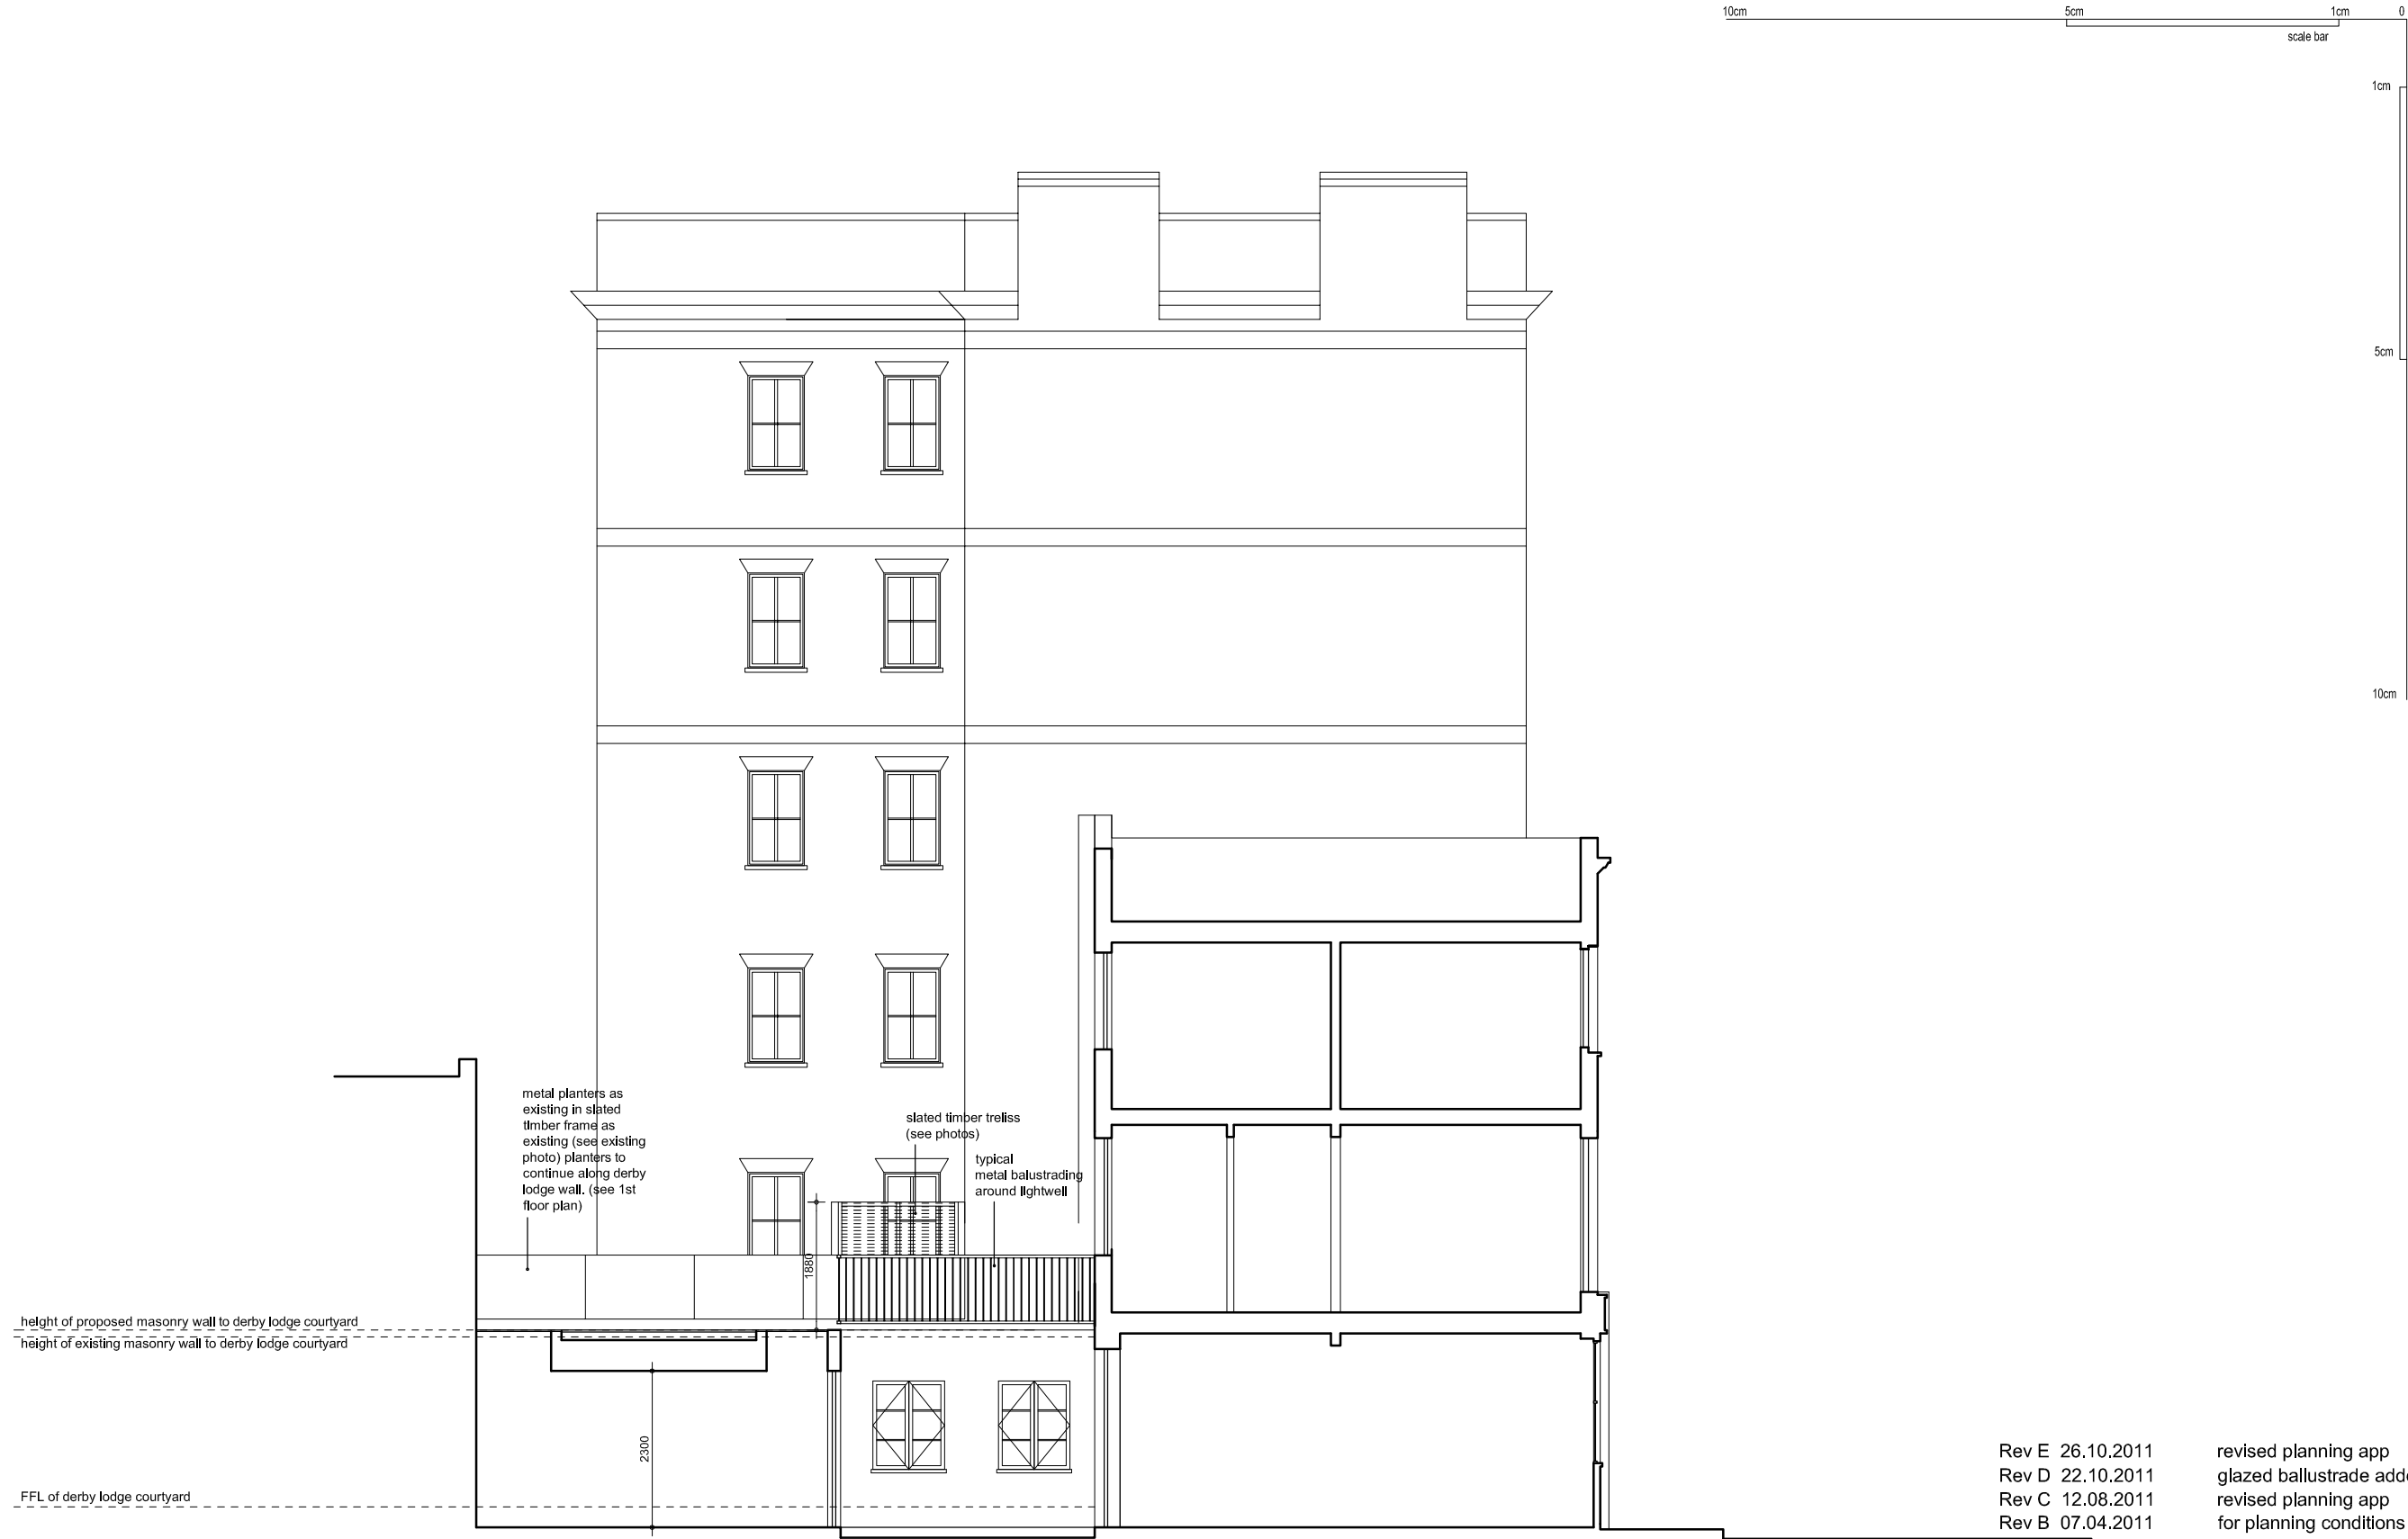 10cm 5cm 1cm 0
scale bar
1cm
5cm
10cm
metal planters as
existing in slated
timber frame as
existing (see existing
photo) planters to
continue along derby
lodge wall. (see 1st
floor plan)
slated timber treliss
(see photos)
typical
metal balustrading
around lightwell
1880
height of proposed masonry wall to derby lodge courtyard
height of existing masonry wall to derby lodge courtyard
2300
FFL of derby lodge courtyard
Rev E 26.10.2011 revised planning app
Rev D 22.10.2011 glazed ballustrade
Rev C 12.08.2011 revised planning app
Rev B 07.04.2011 for planning conditions